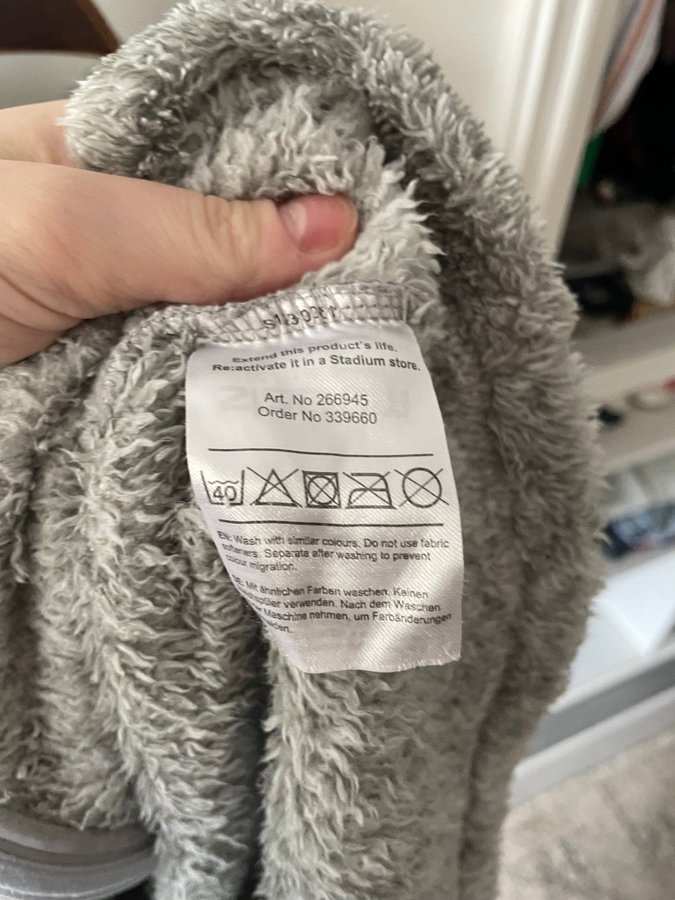 Extend this product's life.
Re:activate it in a Stadium store.
Art. No 266945
Order No 339660
40
EN: Wash with similar colours. Do not use fabric
softeners. Separate after washing to prevent
colour migration.
DE: Mit ähnlichen Farben waschen. Keinen
verwenden. Nach dem Waschen
Maschine nehmen, um Farbänderungen